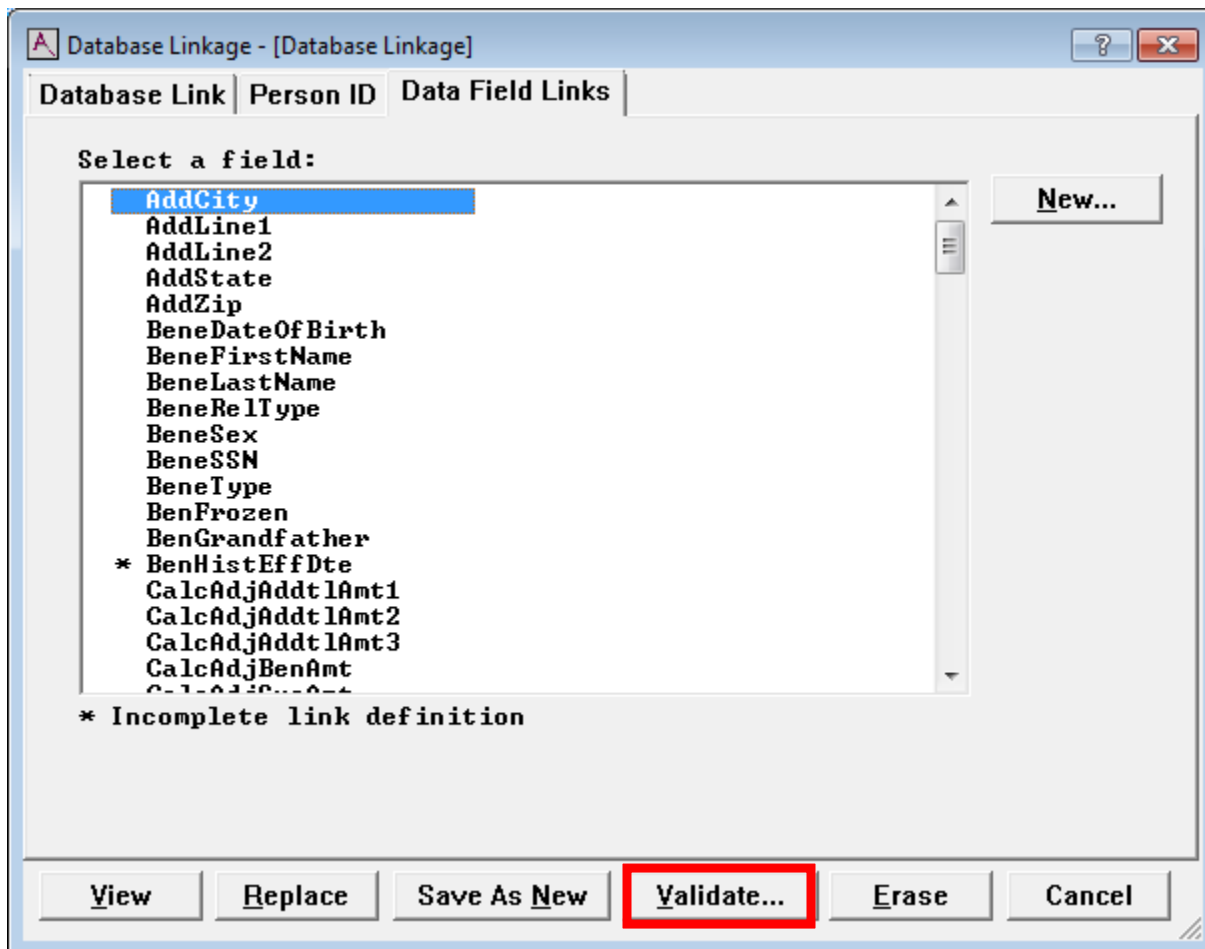 Database Linkage - [Database Linkage]
Database Link Person ID Data Field Links
Select a field:
New...
AddCity
AddLine1
AddLine2
AddState
AddZip
BeneDateOfBirth
BeneFirstName
BeneLastName
BeneRelType
BeneSex
BeneSSN
BeneType
BenFrozen
BenGrandfather
* BenHistEffDte
CalcAdjAddtlAmt1
CalcAdjAddtlAmt2
CalcAdjAddtlAmt3
CalcAdjBenAmt
* Incomplete link definition
View Replace Save As New Validate... Erase Cancel